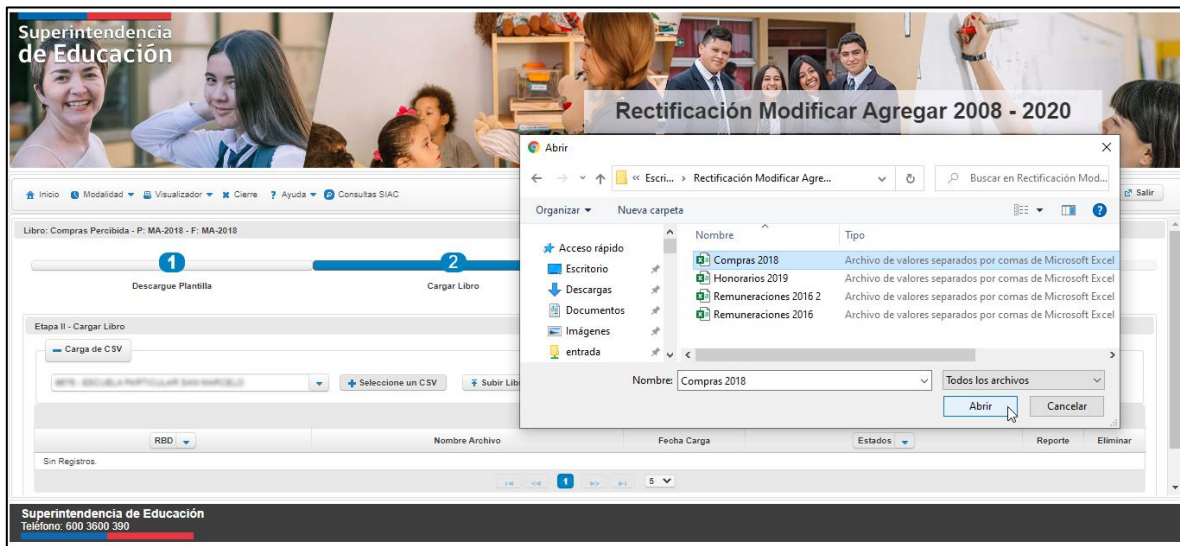 Superintendencia
de Educación
Rectificación Modificar Agregar 2008 - 2020
Inicio Modalidad Visualizador Cierre Ayuda Consultas SIAC
Salir
Libro: Compras Percibida - P: MA-2018 - F: MA-2018
1
2
Descargue Plantilla
Cargar Libro
Etapa II - Cargar Libro
Carga de CSV
Seleccione un CSV
Subir Lib
RBD
Nombre Archivo
Fecha Carga
Estados
Reporte
Eliminar
Sin Registros.
1
5
Abrir
« Escri... › Rectificación Modificar Agre...
Buscar en Rectificación Mod...
Organizar
Nueva carpeta
Acceso rápido
Escritorio
Descargas
Documentos
Imágenes
entrada
Nombre
Tipo
Compras 2018 Archivo de valores separados por comas de Microsoft Excel
Honorarios 2019 Archivo de valores separados por comas de Microsoft Excel
Remuneraciones 2016 2 Archivo de valores separados por comas de Microsoft Excel
Remuneraciones 2016 Archivo de valores separados por comas de Microsoft Excel
Nombre: Compras 2018
Todos los archivos
Abrir
Cancelar
Superintendencia de Educación
Teléfono: 600 3600 390